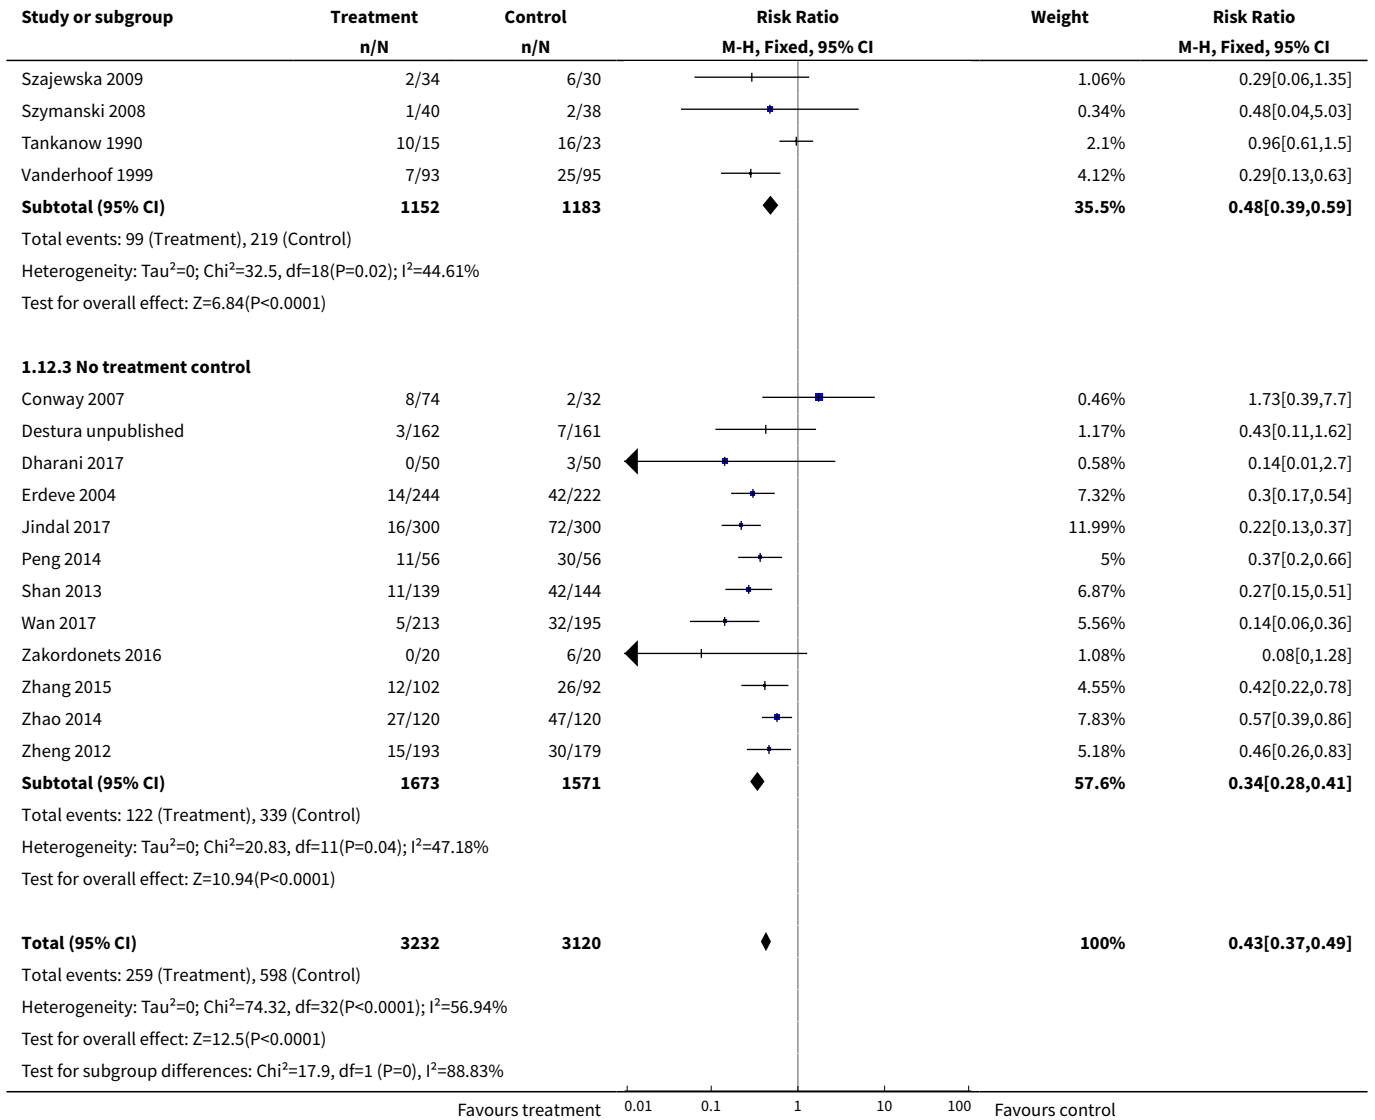 Study or subgroup Treatment Control Risk Ratio Weight Risk Ratio
n/N n/N M-H, Fixed, 95% CI M-H, Fixed, 95% CI
Szajewska 2009 2/34 6/30 1.06% 0.29[0.06,1.35]
Szymanski 2008 1/40 2/38 0.34% 0.48[0.04,5.03]
Tankanow 1990 10/15 16/23 2.1% 0.96[0.61,1.5]
Vanderhoof 1999 7/93 25/95 4.12% 0.29[0.13,0.63]
Subtotal (95% CI) 1152 1183 35.5% 0.48[0.39,0.59]
Total events: 99 (Treatment), 219 (Control)
Heterogeneity: Tau²=0; Chi²=32.5, df=18(P=0.02); I²=44.61%
Test for overall effect: Z=6.84(P<0.0001)
1.12.3 No treatment control
Conway 2007 8/74 2/32 0.46% 1.73[0.39,7.7]
Destura unpublished 3/162 7/161 1.17% 0.43[0.11,1.62]
Dharani 2017 0/50 3/50 0.58% 0.14[0.01,2.7]
Erdeve 2004 14/244 42/222 7.32% 0.3[0.17,0.54]
Jindal 2017 16/300 72/300 11.99% 0.22[0.13,0.37]
Peng 2014 11/56 30/56 5% 0.37[0.2,0.66]
Shan 2013 11/139 42/144 6.87% 0.27[0.15,0.51]
Wan 2017 5/213 32/195 5.56% 0.14[0.06,0.36]
Zakordonets 2016 0/20 6/20 1.08% 0.08[0,1.28]
Zhang 2015 12/102 26/92 4.55% 0.42[0.22,0.78]
Zhao 2014 27/120 47/120 7.83% 0.57[0.39,0.86]
Zheng 2012 15/193 30/179 5.18% 0.46[0.26,0.83]
Subtotal (95% CI) 1673 1571 57.6% 0.34[0.28,0.41]
Total events: 122 (Treatment), 339 (Control)
Heterogeneity: Tau²=0; Chi²=20.83, df=11(P=0.04); I²=47.18%
Test for overall effect: Z=10.94(P<0.0001)
Total (95% CI) 3232 3120 100% 0.43[0.37,0.49]
Total events: 259 (Treatment), 598 (Control)
Heterogeneity: Tau²=0; Chi²=74.32, df=32(P<0.0001); I²=56.94%
Test for overall effect: Z=12.5(P<0.0001)
Test for subgroup differences: Chi²=17.9, df=1 (P=0), I²=88.83%
Favours treatment 0.01 0.1 1 10 100 Favours control